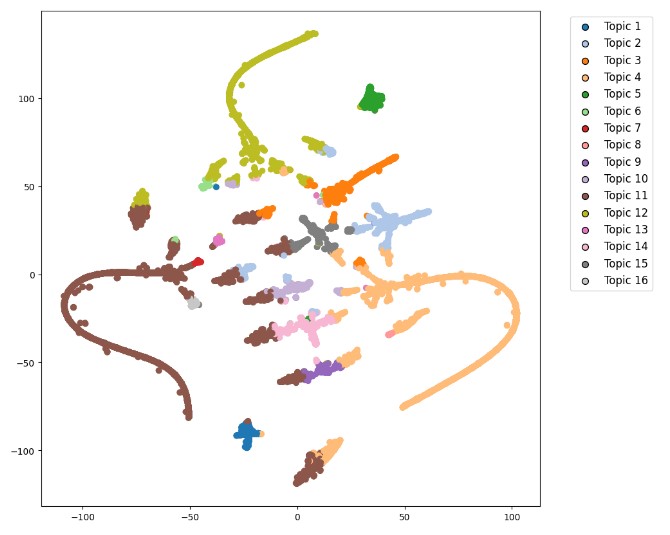 100
50
0
−50
−100
−100
−50
0
50
100
Topic 1
Topic 2
Topic 3
Topic 4
Topic 5
Topic 6
Topic 7
Topic 8
Topic 9
Topic 10
Topic 11
Topic 12
Topic 13
Topic 14
Topic 15
Topic 16